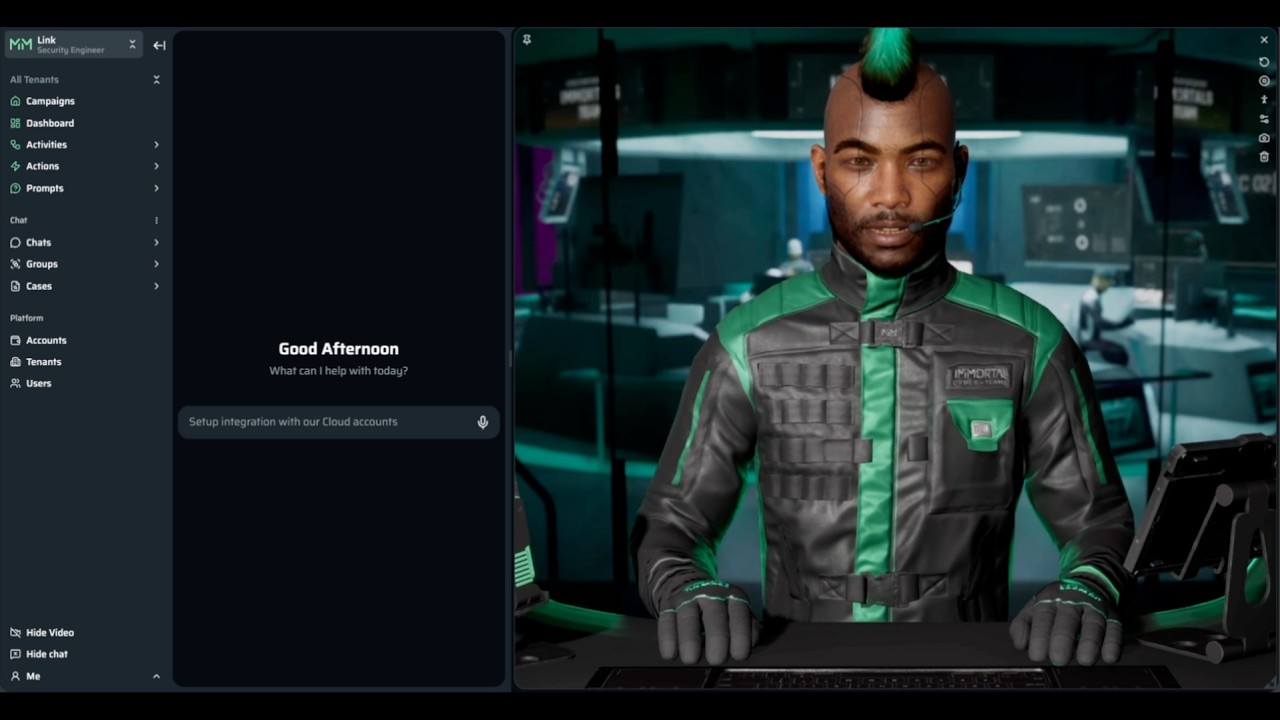 Link
Security Engineer
All Tenants
Campaigns
Dashboard
Activities
Actions
Prompts
Chat
Chats
Groups
Cases
Platform
Accounts
Tenants
Users
Hide Video
Hide chat
Me
Good Afternoon
What can I help with today?
Setup integration with our Cloud accounts
IMMORTAL